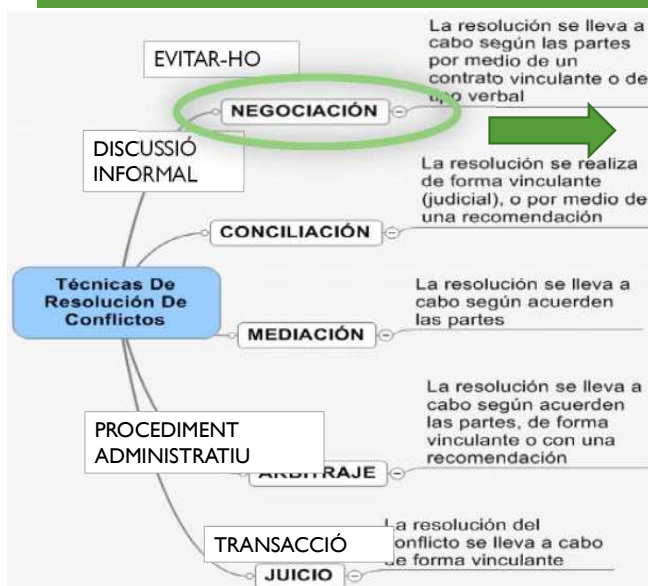 La resolución se lleva a
cabo según las partes
por medio de un
contrato vinculante o de
tipo verbal
EVITAR-HO
NEGOCIACIÓN
DISCUSSIÓ
INFORMAL
La resolución se realiza
de forma vinculante
(judicial), o por medio de
una recomendación
CONCILIACIÓN
Técnicas De
Resolución De
Conflictos
La resolución se lleva a
cabo según acuerden
las partes
MEDIACIÓN
La resolución se lleva a
cabo según acuerden
las partes, de forma
vinculante o con una
recomendación
PROCEDIMENT
ADMINISTRATIU
ARBITRAJE
La resolución del
conflicto se lleva a cabo
de forma vinculante
TRANSACCIÓ
JUICIO